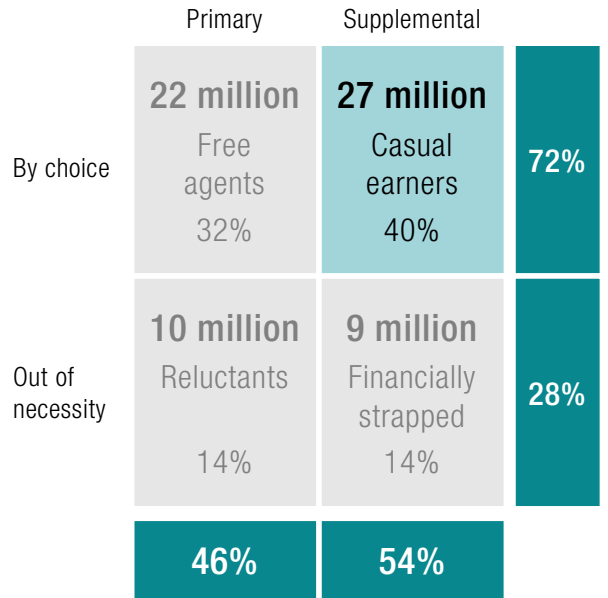 Primary
Supplemental
By choice
22 million
Free
agents
32%
27 million
Casual
earners
40%
72%
Out of
necessity
10 million
Reluctants
14%
9 million
Financially
strapped
14%
28%
46%
54%